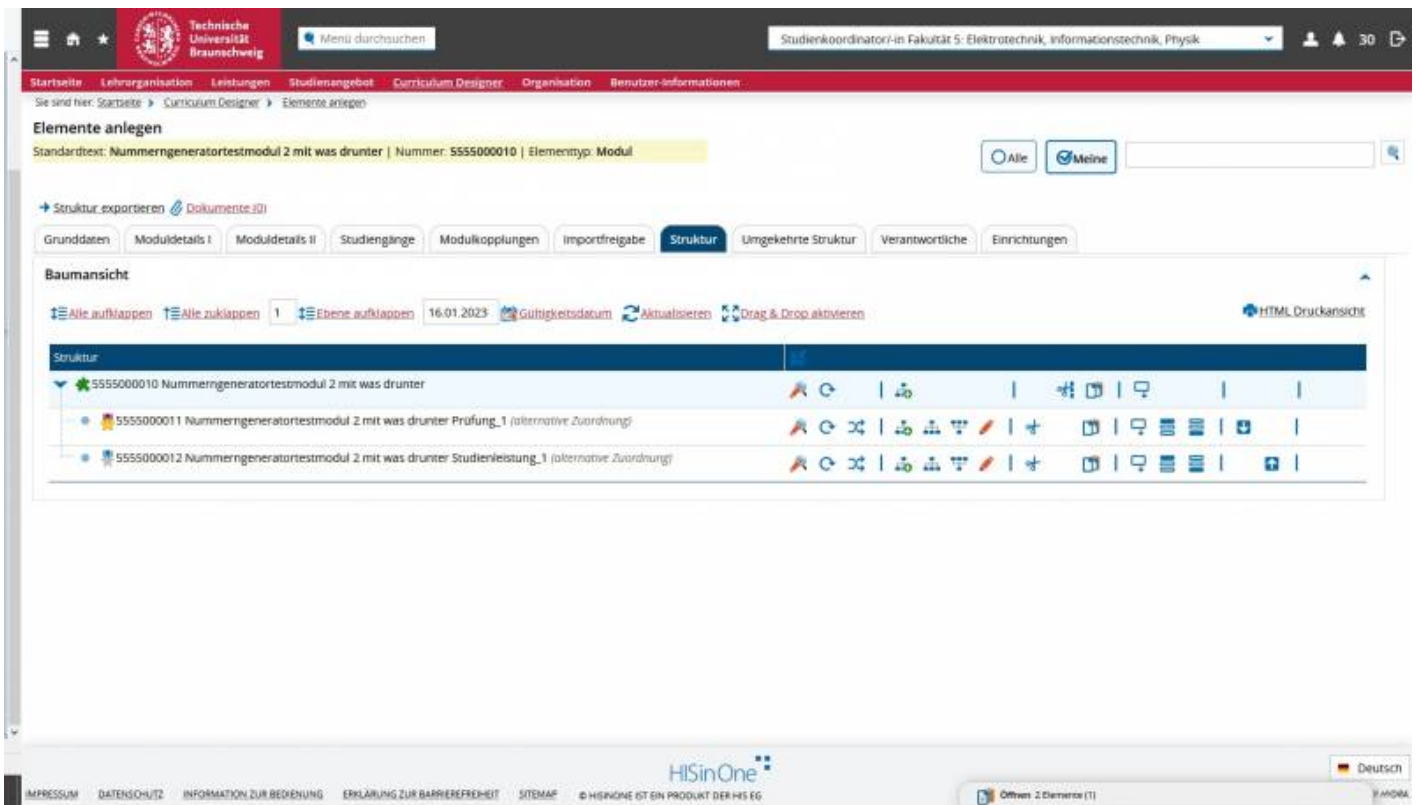 Technische
Universität
Braunschweig
Menü durchsuchen
Studienkoordinator/-in Fakultät 5: Elektrotechnik, Informationstechnik, Physik
30
Startseite Lehrorganisation Leistungen Studienangebot Curriculum Designer Organisation Benutzer-Informationen
Sie sind hier: Startseite Curriculum Designer Elemente anlegen
Elemente anlegen
Standardtext: Nummerngeneratortestmodul 2 mit was drunter | Nummer: 5555000010 | Elementtyp: Modul
Alle Meine
Struktur exportieren Dokumente (0)
Grunddaten Moduldetails I Moduldetails II Studiengänge Modulkopplungen Importfreigabe Struktur Umgekehrte Struktur Verantwortliche Einrichtungen
Baumansicht
Alle aufklappen Alle zuklappen 1 Ebene aufklappen 16.01.2023 Gültigkeitsdatum Aktualisieren Drag & Drop aktivieren HTML Druckansicht
Struktur
5555000010 Nummerngeneratortestmodul 2 mit was drunter
5555000011 Nummerngeneratortestmodul 2 mit was drunter Prüfung_1 (alternative Zuordnung)
5555000012 Nummerngeneratortestmodul 2 mit was drunter Studienleistung_1 (alternative Zuordnung)
HISinOne
Deutsch
IMPRESSUM DATENSCHUTZ INFORMATION ZUR BEDIENUNG ERKLÄRUNG ZUR BARRIEREFREIHEIT SITEMAP © HISINONE IST EIN PRODUKT DER HIS EG
Öffnen 2 Elemente (1)